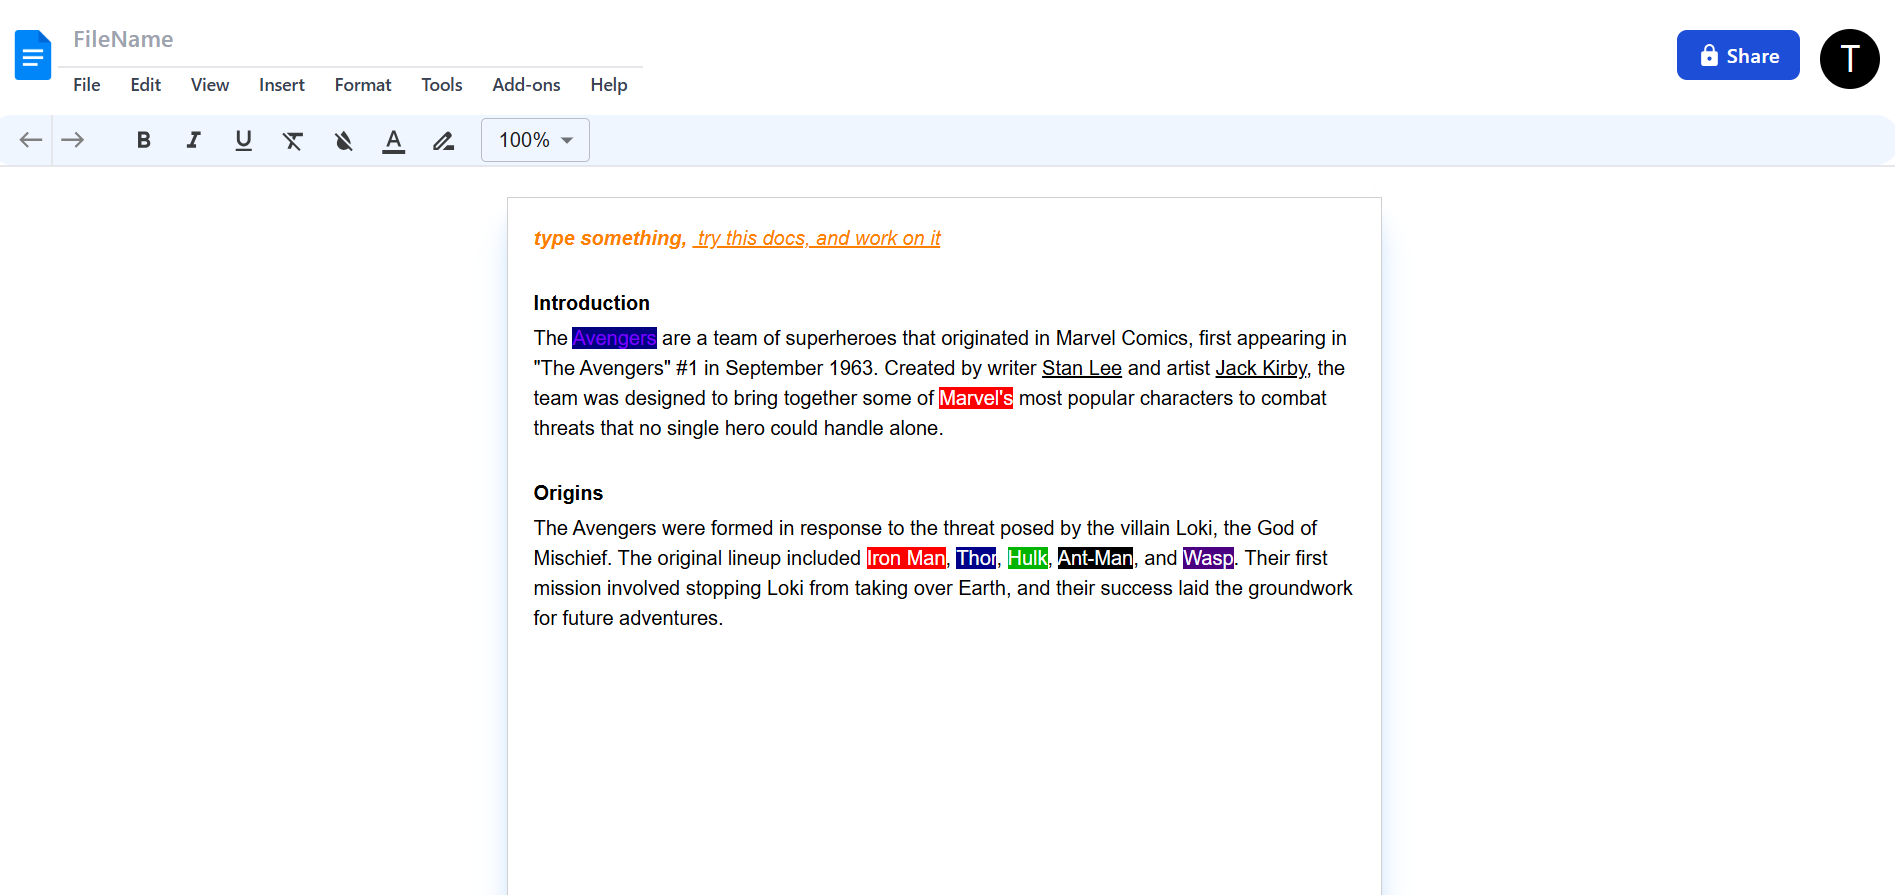 FileName
File Edit View Insert Format Tools Add-ons Help
Share
T
B I U A 100%
type something, try this docs, and work on it
Introduction
The Avengers are a team of superheroes that originated in Marvel Comics, first appearing in
"The Avengers" #1 in September 1963. Created by writer Stan Lee and artist Jack Kirby, the
team was designed to bring together some of Marvel's most popular characters to combat
threats that no single hero could handle alone.
Origins
The Avengers were formed in response to the threat posed by the villain Loki, the God of
Mischief. The original lineup included Iron Man, Thor, Hulk, Ant-Man, and Wasp. Their first
mission involved stopping Loki from taking over Earth, and their success laid the groundwork
for future adventures.